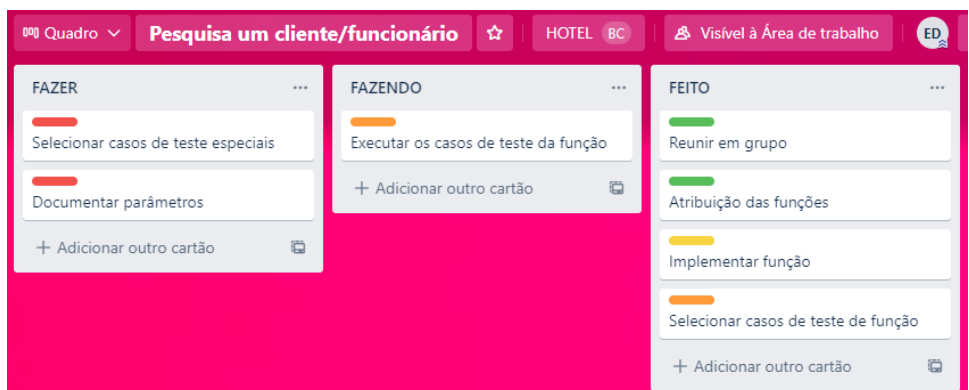 Quadro
Pesquisa um cliente/funcionário
HOTEL BC
Visível à Área de trabalho
ED
FAZER
Selecionar casos de teste especiais
Documentar parâmetros
+ Adicionar outro cartão
FAZENDO
Executar os casos de teste da função
+ Adicionar outro cartão
FEITO
Reunir em grupo
Atribuição das funções
Implementar função
Selecionar casos de teste de função
+ Adicionar outro cartão